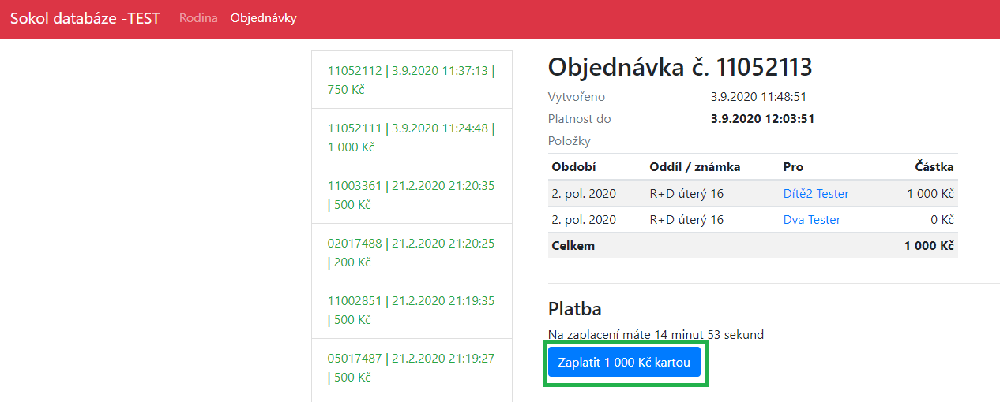 Sokol databáze -TEST Rodina Objednávky
11052112 | 3.9.2020 11:37:13 |
750 Kč
11052111 | 3.9.2020 11:24:48 |
1 000 Kč
11003361 | 21.2.2020 21:20:35
| 500 Kč
02017488 | 21.2.2020 21:20:25
| 200 Kč
11002851 | 21.2.2020 21:19:35
| 500 Kč
05017487 | 21.2.2020 21:19:27
| 500 Kč
Objednávka č. 11052113
Vytvořeno 3.9.2020 11:48:51
Platnost do 3.9.2020 12:03:51
Položky
Období Oddíl / známka Pro Částka
2. pol. 2020 R+D úterý 16 Dítě2 Tester 1 000 Kč
2. pol. 2020 R+D úterý 16 Dva Tester 0 Kč
Celkem 1 000 Kč
Platba
Na zaplacení máte 14 minut 53 sekund
Zaplatit 1 000 Kč kartou